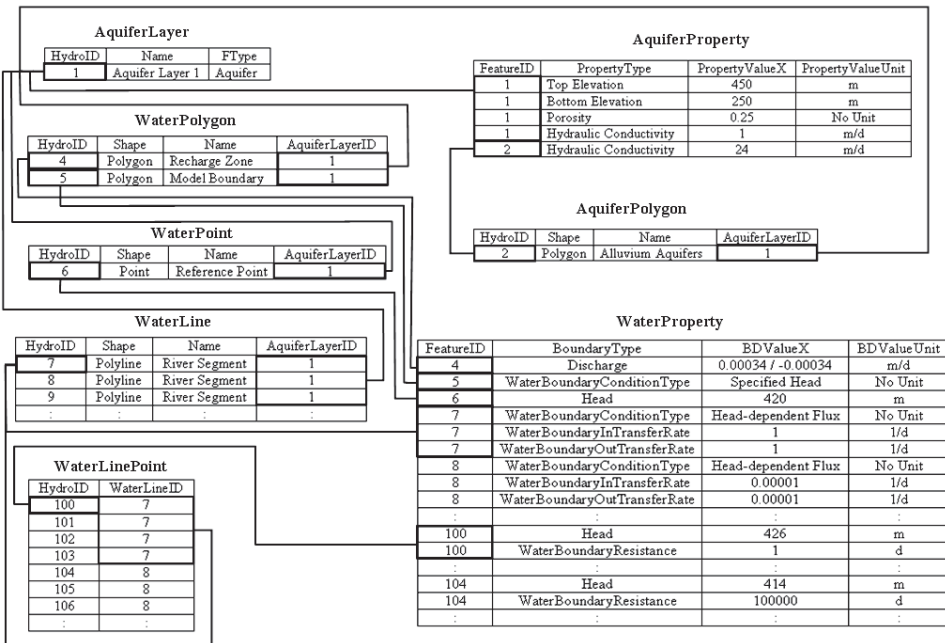 AquiferLayer
HydroID Name FType
1 Aquifer Layer 1 Aquifer
AquiferProperty
FeatureID PropertyType PropertyValueX PropertyValueUnit
1 Top Elevation 450 m
1 Bottom Elevation 250 m
1 Porosity 0.25 No Unit
1 Hydraulic Conductivity 1 m/d
2 Hydraulic Conductivity 24 m/d
WaterPolygon
HydroID Shape Name AquiferLayerID
4 Polygon Recharge Zone 1
5 Polygon Model Boundary 1
AquiferPolygon
HydroID Shape Name AquiferLayerID
2 Polygon Alluvium Aquifers 1
WaterPoint
HydroID Shape Name AquiferLayerID
6 Point Reference Point 1
WaterLine
HydroID Shape Name AquiferLayerID
7 Polyline River Segment 1
8 Polyline River Segment 1
9 Polyline River Segment 1
: : : :
WaterProperty
FeatureID BoundaryType BDValueX BDValueUnit
4 Discharge 0.00034 / -0.00034 m/d
5 WaterBoundaryConditionType Specified Head No Unit
6 Head 420 m
7 WaterBoundaryConditionType Head-dependent Flux No Unit
7 WaterBoundaryInTransferRate 1 1/d
7 WaterBoundaryOutTransferRate 1 1/d
8 WaterBoundaryConditionType Head-dependent Flux No Unit
8 WaterBoundaryInTransferRate 0.00001 1/d
8 WaterBoundaryOutTransferRate 0.00001 1/d
: : : :
100 Head 426 m
100 WaterBoundaryResistance 1 d
: : : :
104 Head 414 m
104 WaterBoundaryResistance 100000 d
: : : :
WaterLinePoint
HydroID WaterLineID
100 7
101 7
102 7
103 7
104 8
105 8
106 8
: :